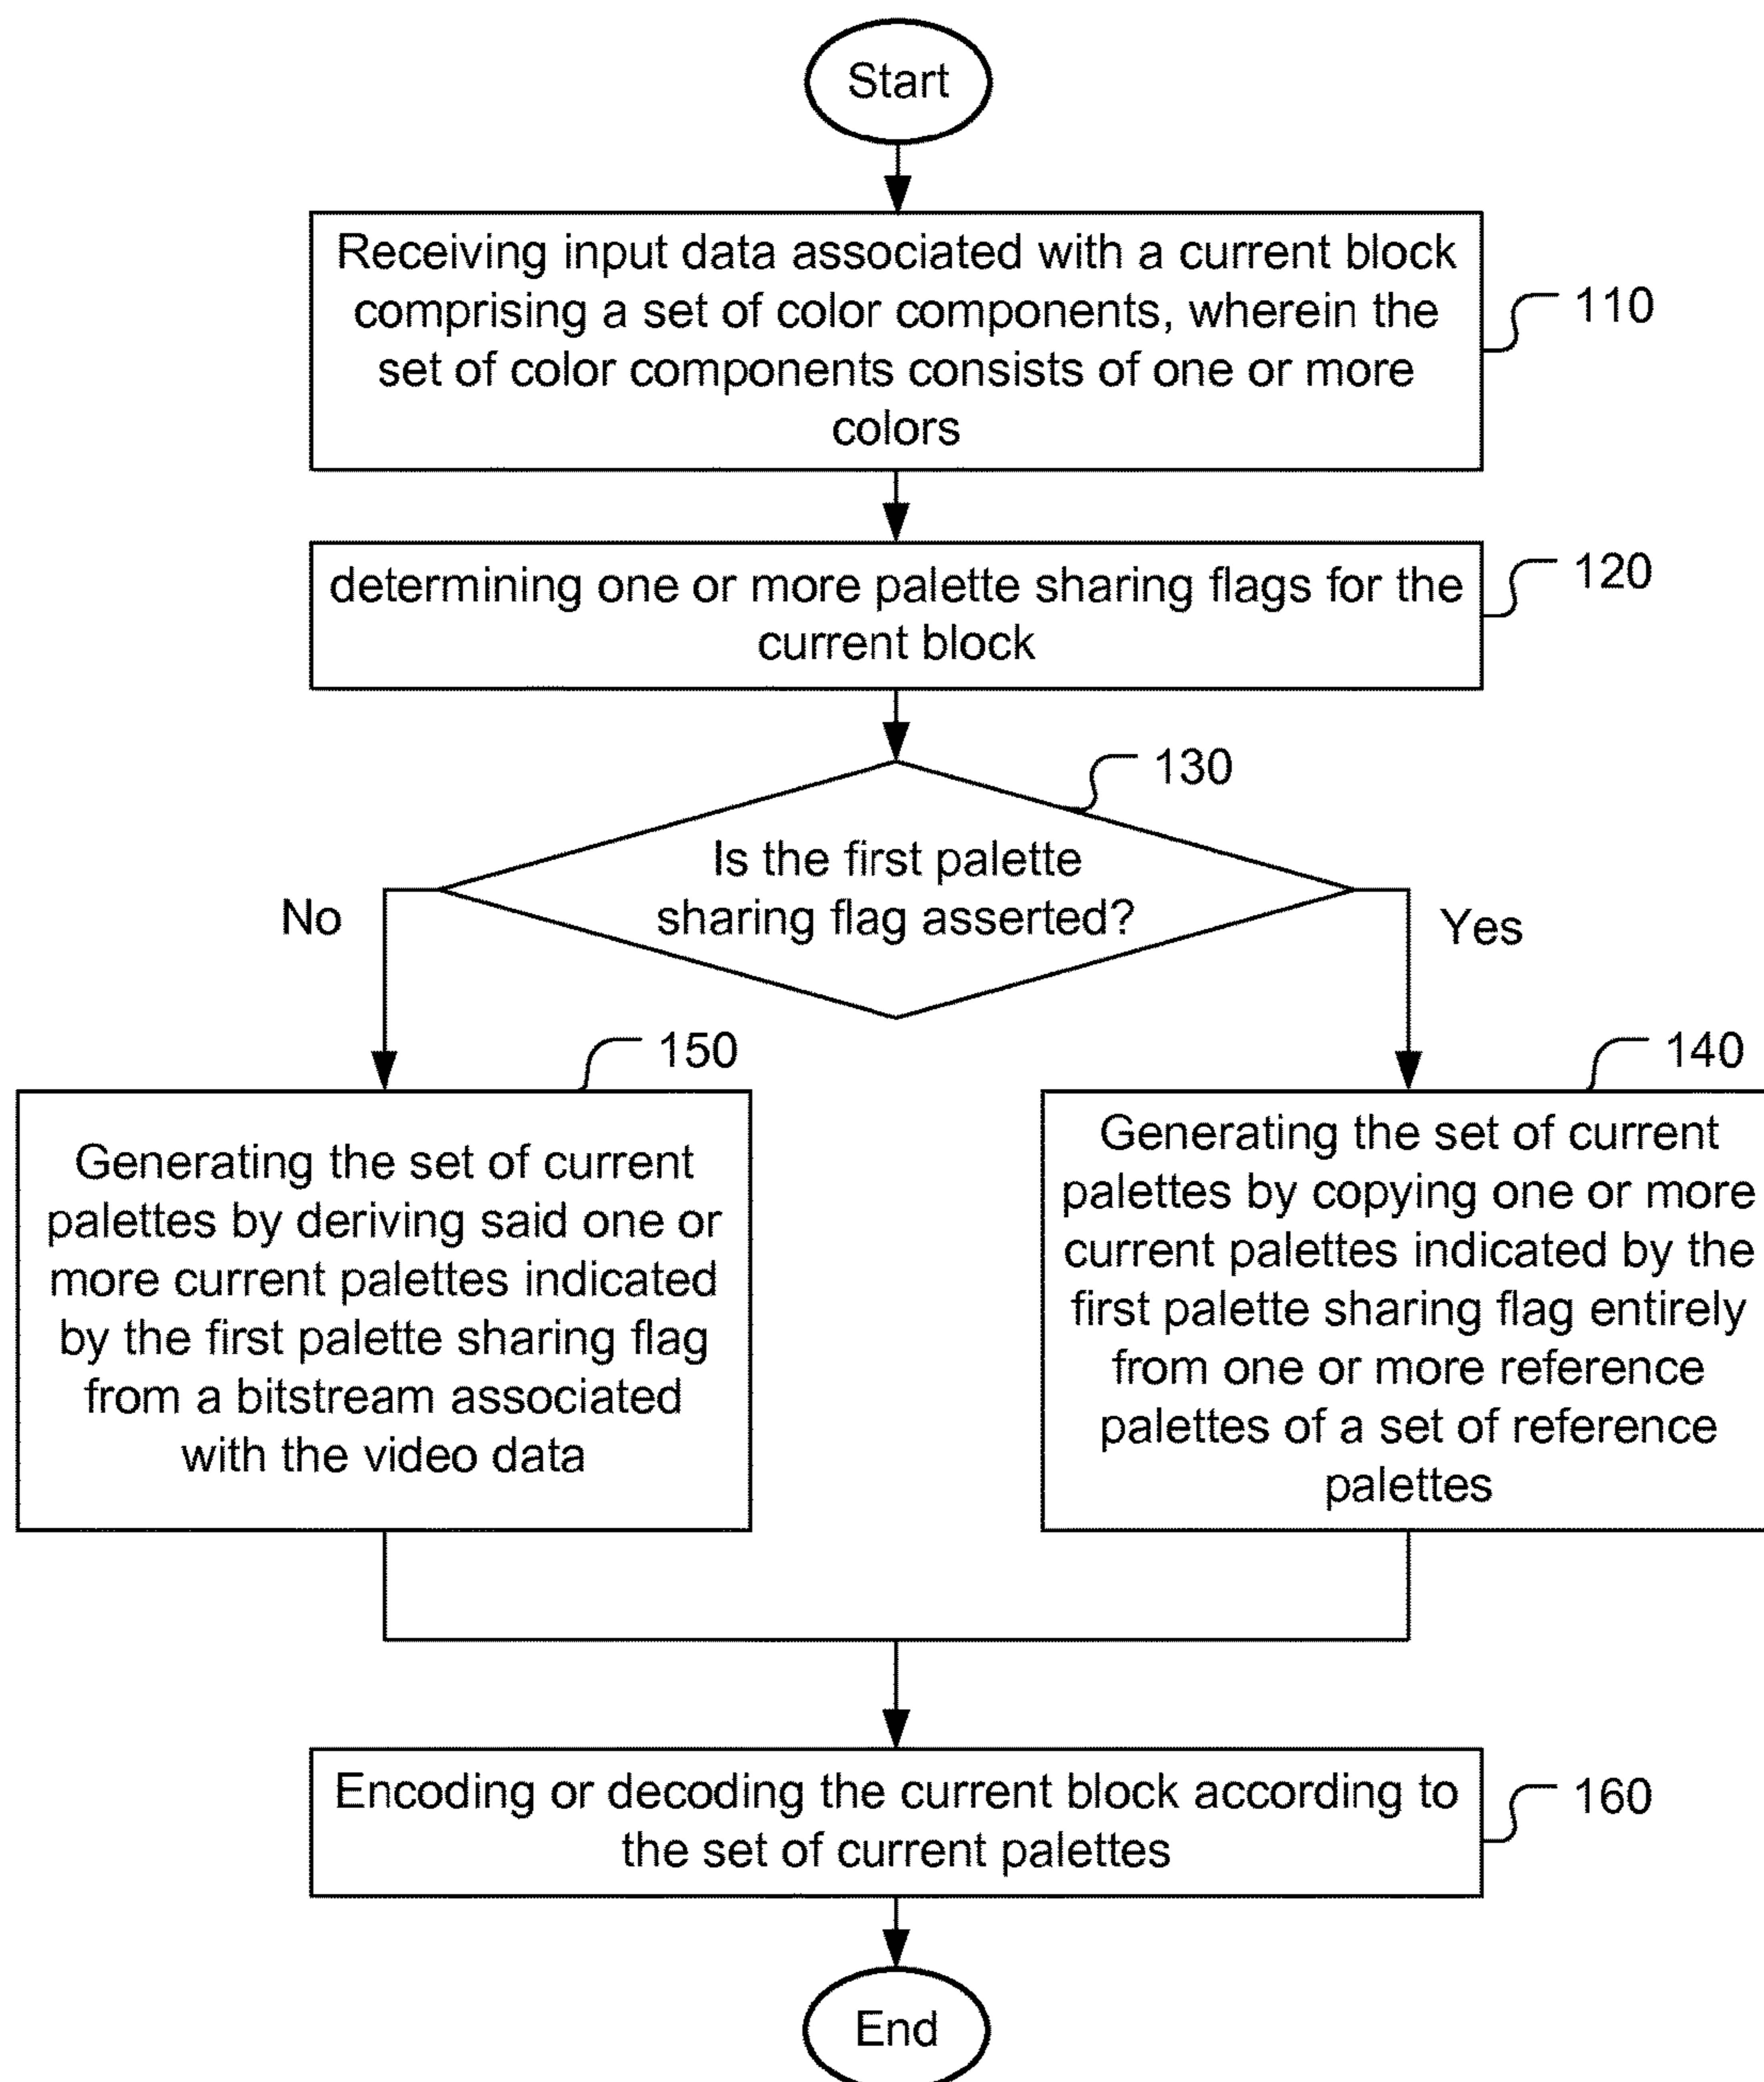 Start
Receiving input data associated with a current block
comprising a set of color components, wherein the
set of color components consists of one or more
colors
110
determining one or more palette sharing flags for the
current block
120
130
Is the first palette
sharing flag asserted?
No
Yes
150
Generating the set of current
palettes by deriving said one or
more current palettes indicated
by the first palette sharing flag
from a bitstream associated
with the video data
140
Generating the set of current
palettes by copying one or more
current palettes indicated by the
first palette sharing flag entirely
from one or more reference
palettes of a set of reference
palettes
Encoding or decoding the current block according to
the set of current palettes
160
End